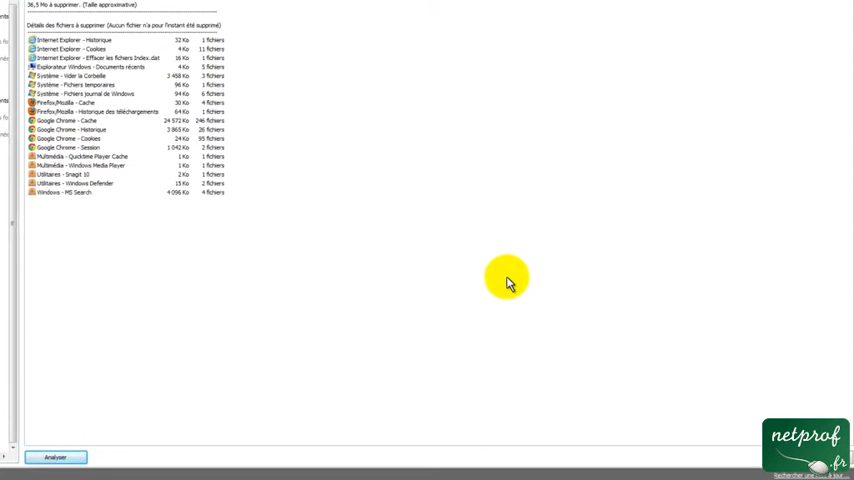 36,5 Mo à supprimer. (Taille approximative)
Détails des fichiers à supprimer (Aucun fichier n'a pour l'instant été supprimé)
Internet Explorer - Historique 32 Ko 1 fichiers
Internet Explorer - Cookies 4 Ko 11 fichiers
Internet Explorer - Effacer les fichiers Index.dat 16 Ko 1 fichiers
Explorateur Windows - Documents récents 4 Ko 5 fichiers
Système - Vider la Corbeille 3 458 Ko 3 fichiers
Système - Fichiers temporaires 96 Ko 1 fichiers
Système - Fichiers journal de Windows 94 Ko 6 fichiers
Firefox/Mozilla - Cache 30 Ko 4 fichiers
Firefox/Mozilla - Historique des téléchargements 64 Ko 1 fichiers
Google Chrome - Cache 24 572 Ko 246 fichiers
Google Chrome - Historique 3 865 Ko 26 fichiers
Google Chrome - Cookies 24 Ko 95 fichiers
Google Chrome - Session 1 042 Ko 2 fichiers
Multimédia - Quicktime Player Cache 1 Ko 1 fichiers
Multimédia - Windows Media Player 1 Ko 1 fichiers
Utilitaires - Snagit 10 2 Ko 1 fichiers
Utilitaires - Windows Defender 15 Ko 2 fichiers
Windows - MS Search 4 096 Ko 4 fichiers
Analyser
netprof
.fr
Rechercher une jour...